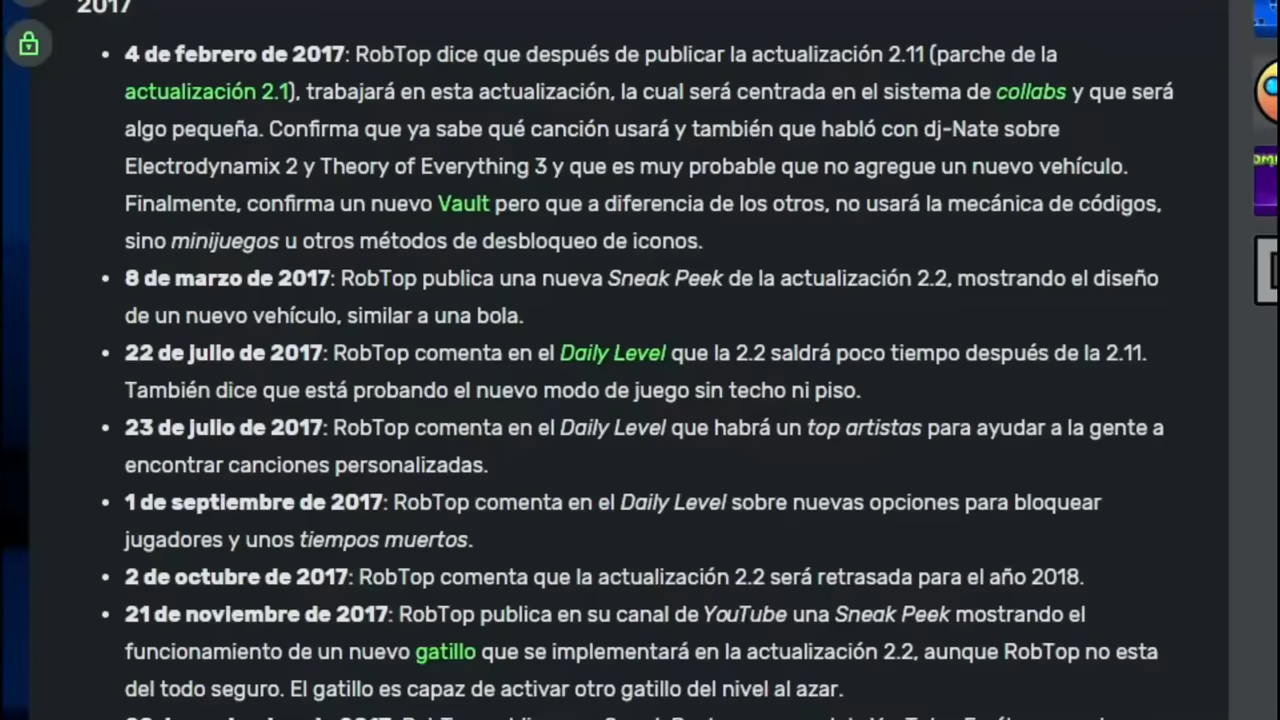 2017
4 de febrero de 2017: RobTop dice que después de publicar la actualización 2.11 (parche de la
actualización 2.1), trabajará en esta actualización, la cual será centrada en el sistema de collabs y que será
algo pequeña. Confirma que ya sabe qué canción usará y también que habló con dj-Nate sobre
Electrodynamix 2 y Theory of Everything 3 y que es muy probable que no agregue un nuevo vehículo.
Finalmente, confirma un nuevo Vault pero que a diferencia de los otros, no usará la mecánica de códigos,
sino minijuegos u otros métodos de desbloqueo de iconos.
8 de marzo de 2017: RobTop publica una nueva Sneak Peek de la actualización 2.2, mostrando el diseño
de un nuevo vehículo, similar a una bola.
22 de julio de 2017: RobTop comenta en el Daily Level que la 2.2 saldrá poco tiempo después de la 2.11.
También dice que está probando el nuevo modo de juego sin techo ni piso.
23 de julio de 2017: RobTop comenta en el Daily Level que habrá un top artistas para ayudar a la gente a
encontrar canciones personalizadas.
1 de septiembre de 2017: RobTop comenta en el Daily Level sobre nuevas opciones para bloquear
jugadores y unos tiempos muertos.
2 de octubre de 2017: RobTop comenta que la actualización 2.2 será retrasada para el año 2018.
21 de noviembre de 2017: RobTop publica en su canal de YouTube una Sneak Peek mostrando el
funcionamiento de un nuevo gatillo que se implementará en la actualización 2.2, aunque RobTop no esta
del todo seguro. El gatillo es capaz de activar otro gatillo del nivel al azar.